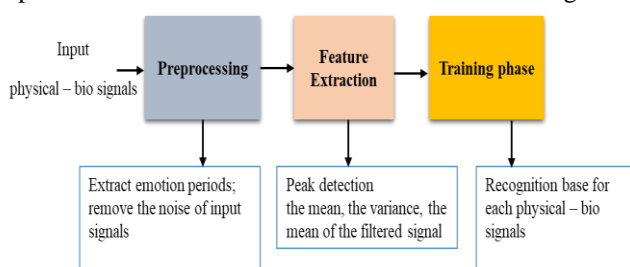 Input
physical – bio signals
Preprocessing
Feature
Extraction
Training phase
Extract emotion periods;
remove the noise of input
signals
Peak detection
the mean, the variance, the
mean of the filtered signal
Recognition base for
each physical – bio
signals